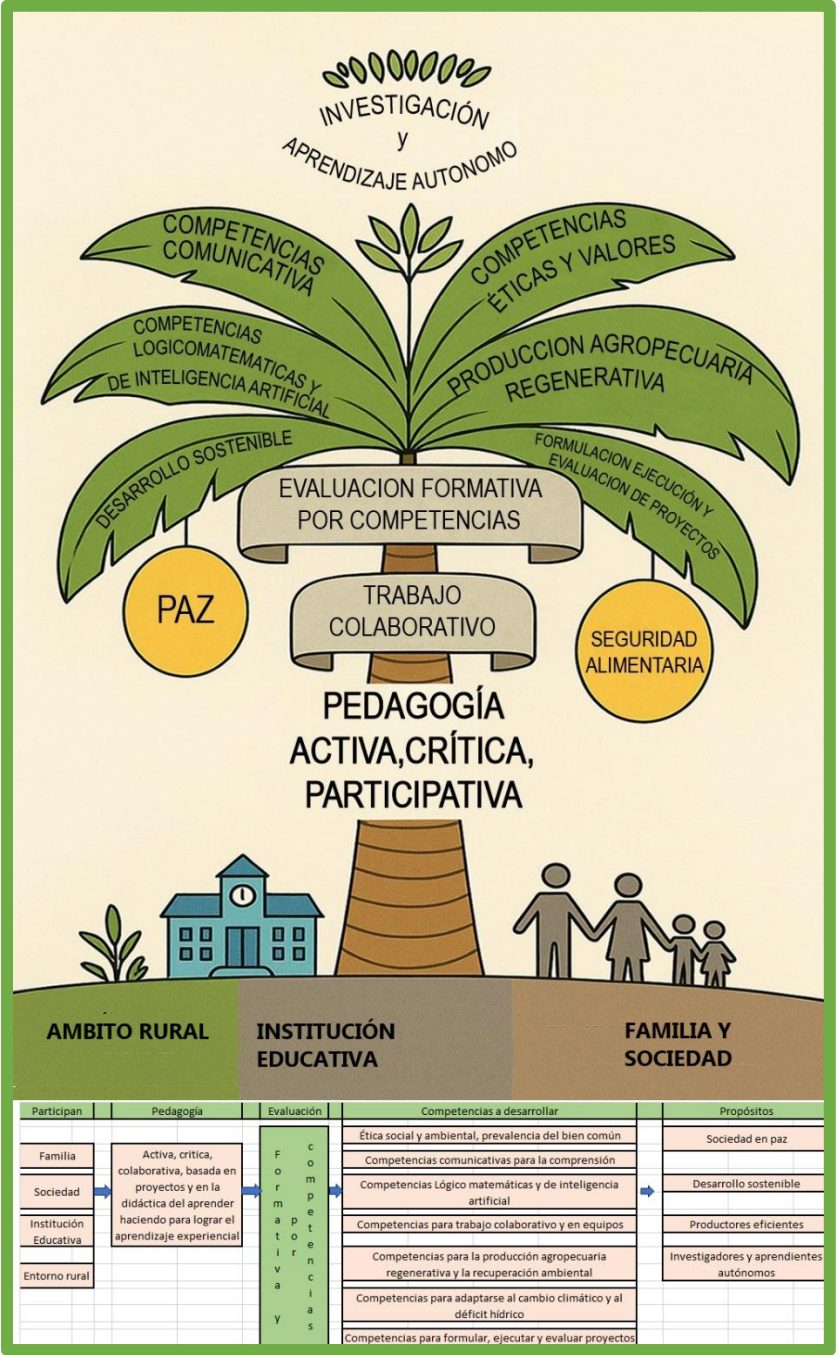 INVESTIGACIÓN
y
APRENDIZAJE AUTONOMO
COMPETENCIAS
COMUNICATIVA
COMPETENCIAS
ÉTICAS Y VALORES
COMPETENCIAS
LOGICOMATEMATICAS Y
DE INTELIGENCIA ARTIFICIAL
PRODUCCION AGROPECUARIA
REGENERATIVA
DESARROLLO SOSTENIBLE
FORMULACION EJECUCIÓN Y
EVALUACION DE PROYECTOS
EVALUACION FORMATIVA
POR COMPETENCIAS
PAZ
TRABAJO
COLABORATIVO
SEGURIDAD
ALIMENTARIA
PEDAGOGÍA
ACTIVA,CRÍTICA,
PARTICIPATIVA
AMBITO RURAL
INSTITUCIÓN
EDUCATIVA
FAMILIA Y
SOCIEDAD
Participan
Familia
Sociedad
Institución
Educativa
Entorno rural
Pedagogía
Activa, critica,
colaborativa, basada en
proyectos y en la
didáctica del aprender
haciendo para lograr el
aprendizaje experiencial
Evaluación
Formativa y
por
competencias
Competencias a desarrollar
Ética social y ambiental, prevalencia del bien común
Competencias comunicativas para la comprensión
Competencias Lógico matemáticas y de inteligencia
artificial
Competencias para trabajo colaborativo y en equipos
Competencias para la producción agropecuaria
regenerativa y la recuperación ambiental
Competencias para adaptarse al cambio climático y al
déficit hídrico
Competencias para formular, ejecutar y evaluar proyectos
Propósitos
Sociedad en paz
Desarrollo sostenible
Productores eficientes
Investigadores y aprendientes
autónomos